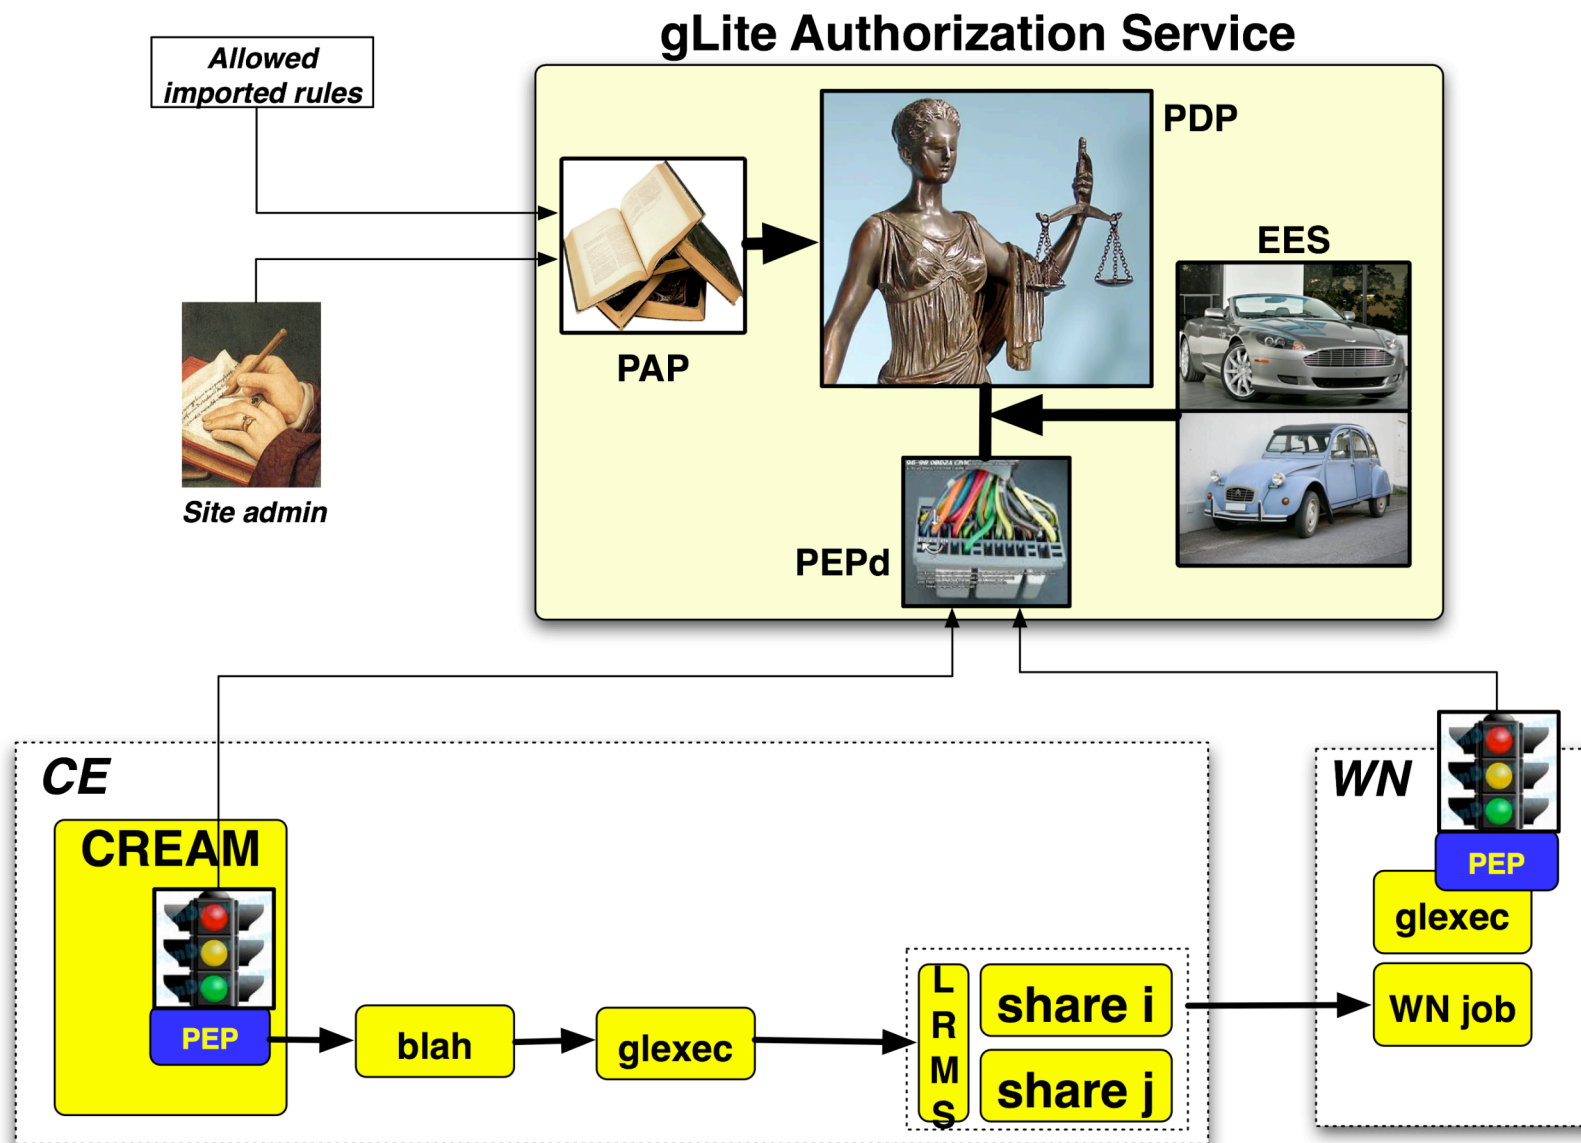 gLite Authorization Service
Allowed
imported rules
PDP
EES
PAP
Site admin
PEPd
CE
WN
CREAM
PEP
glexec
PEP
blah
glexec
L
R
M
S
share i
share j
WN job